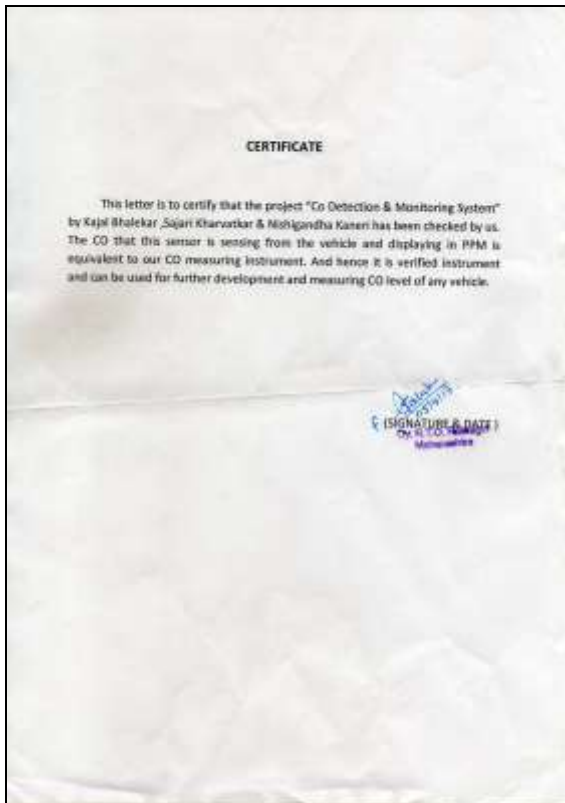 CERTIFICATE
This letter is to certify that the project "Co Detection & Monitoring System"
by Kajal Bhalekar ,Sajari Kharvatkar & Nishigandha Kaneri has been checked by us.
The CO that this sensor is sensing from the vehicle and displaying in PPM is
equivalent to our CO measuring instrument. And hence it is verified instrument
and can be used for further development and measuring CO level of any vehicle.
(SIGNATURE & DATE )
Dy. R. T. O.
Maharashtra